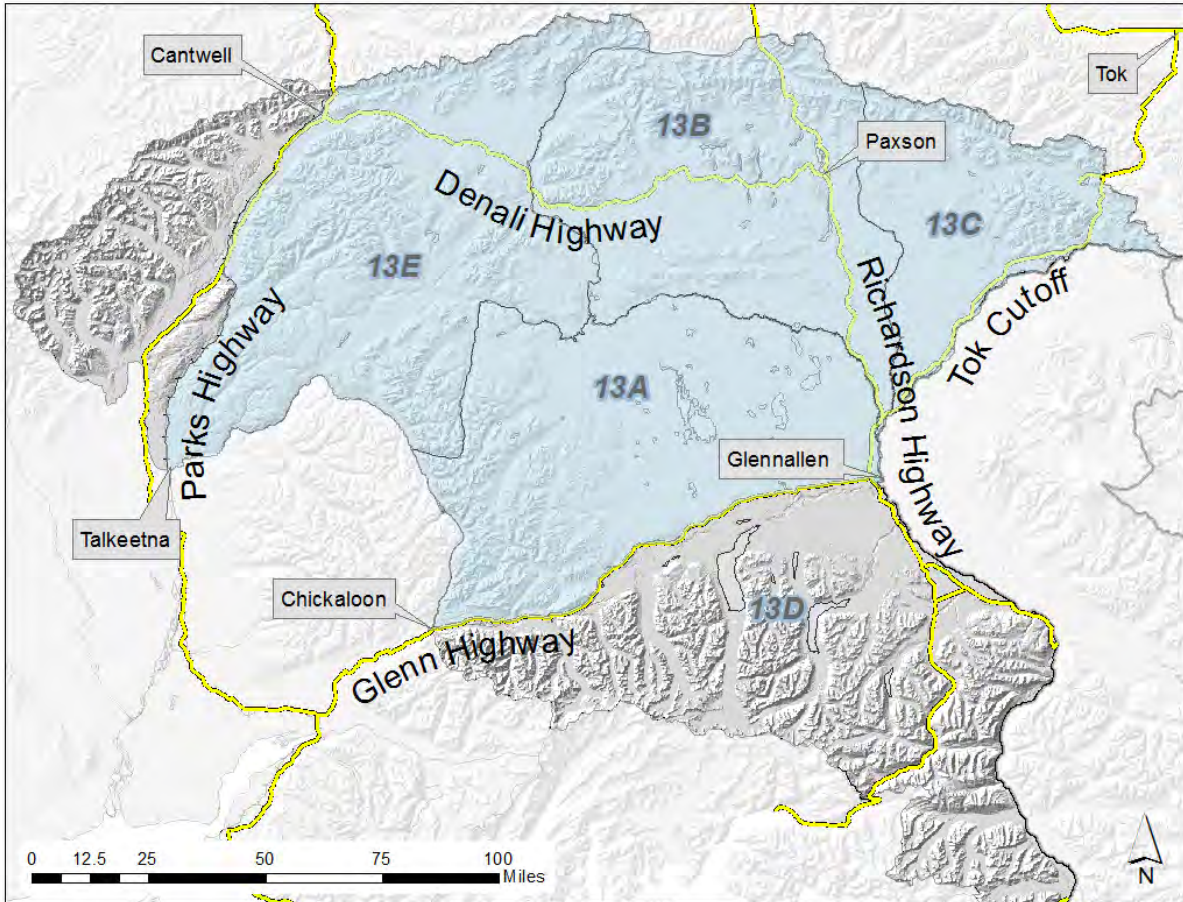 Cantwell
Tok
13B
Paxson
Denali Highway
13C
13E
Richardson Highway
Tok Cutoff
Parks Highway
13A
Glennallen
Talkeetna
Chickaloon
13D
Glenn Highway
0 12.5 25 50 75 100
Miles
N